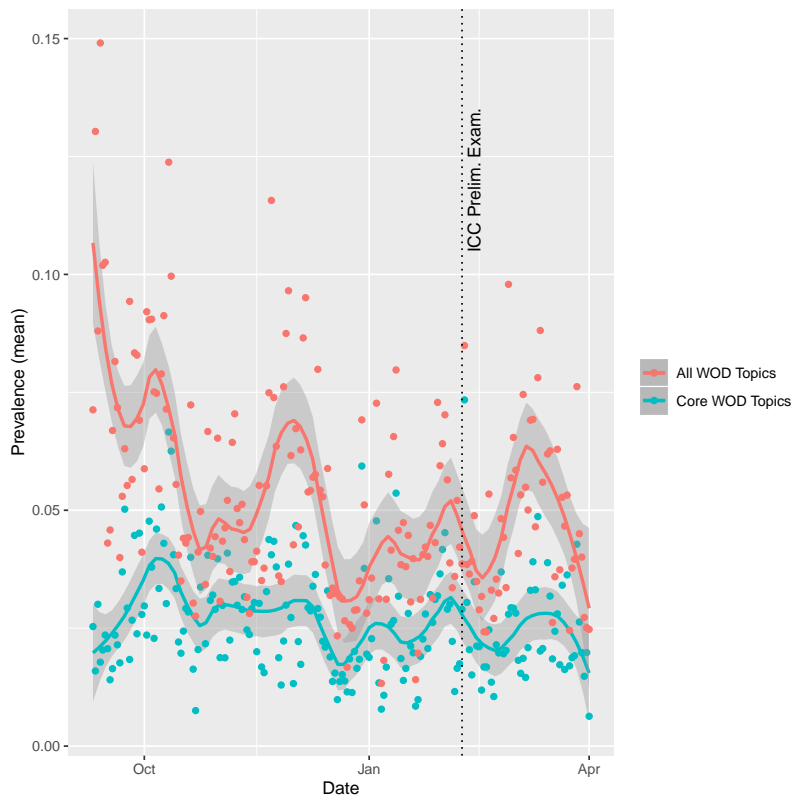 0.15
0.10
0.05
0.00
Prevalence (mean)
ICC Prelim. Exam.
Oct
Jan
Apr
Date
All WOD Topics
Core WOD Topics